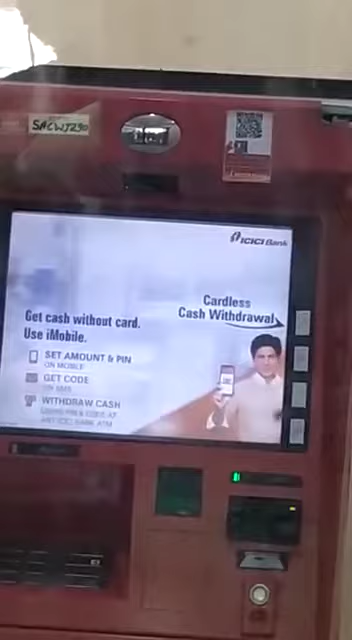 SACWJ290
ICICI Bank
Cardless
Cash Withdrawal
Get cash without card.
Use iMobile.
SET AMOUNT & PIN
ON MOBILE
GET CODE
ON SMS
WITHDRAW CASH
USING PIN & CODE AT
ANY ICICI BANK ATM